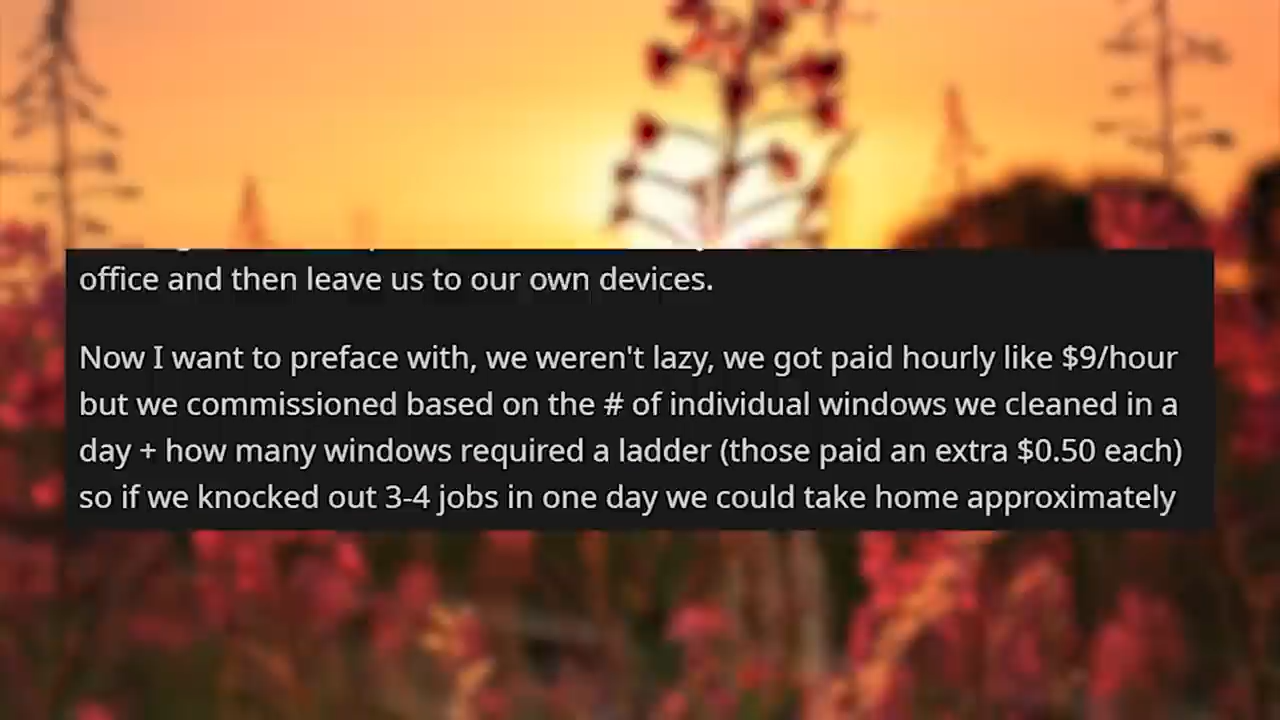 office and then leave us to our own devices.
Now I want to preface with, we weren't lazy, we got paid hourly like $9/hour
but we commissioned based on the # of individual windows we cleaned in a
day + how many windows required a ladder (those paid an extra $0.50 each)
so if we knocked out 3-4 jobs in one day we could take home approximately